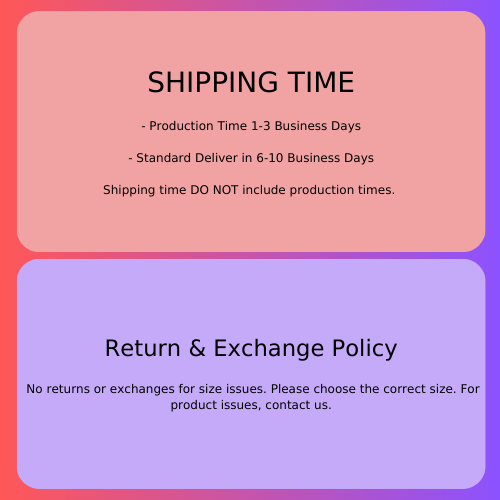 SHIPPING TIME
- Production Time 1-3 Business Days
- Standard Deliver in 6-10 Business Days
Shipping time DO NOT include production times.
Return & Exchange Policy
No returns or exchanges for size issues. Please choose the correct size. For
product issues, contact us.